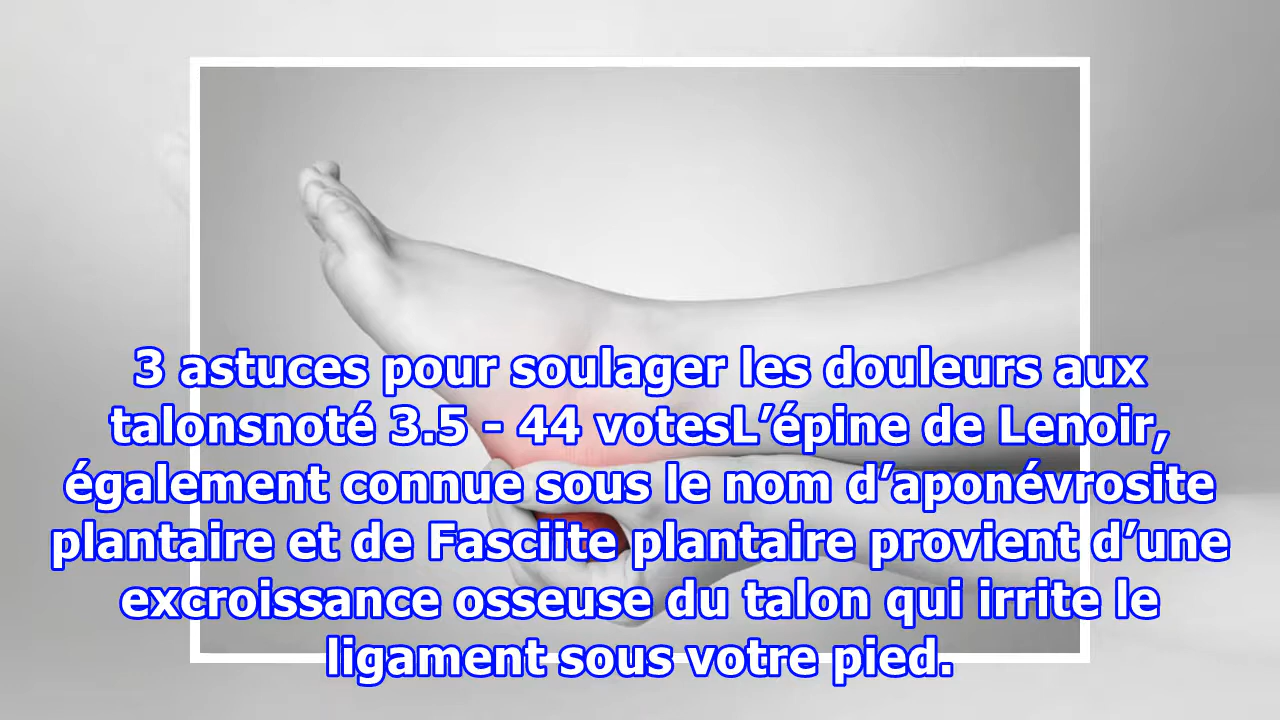 3 astuces pour soulager les douleurs aux
talonsnoté 3.5 - 44 votesL’épine de Lenoir,
également connue sous le nom d’aponévrosite
plantaire et de Fasciite plantaire provient d’une
excroissance osseuse du talon qui irrite le
ligament sous votre pied.